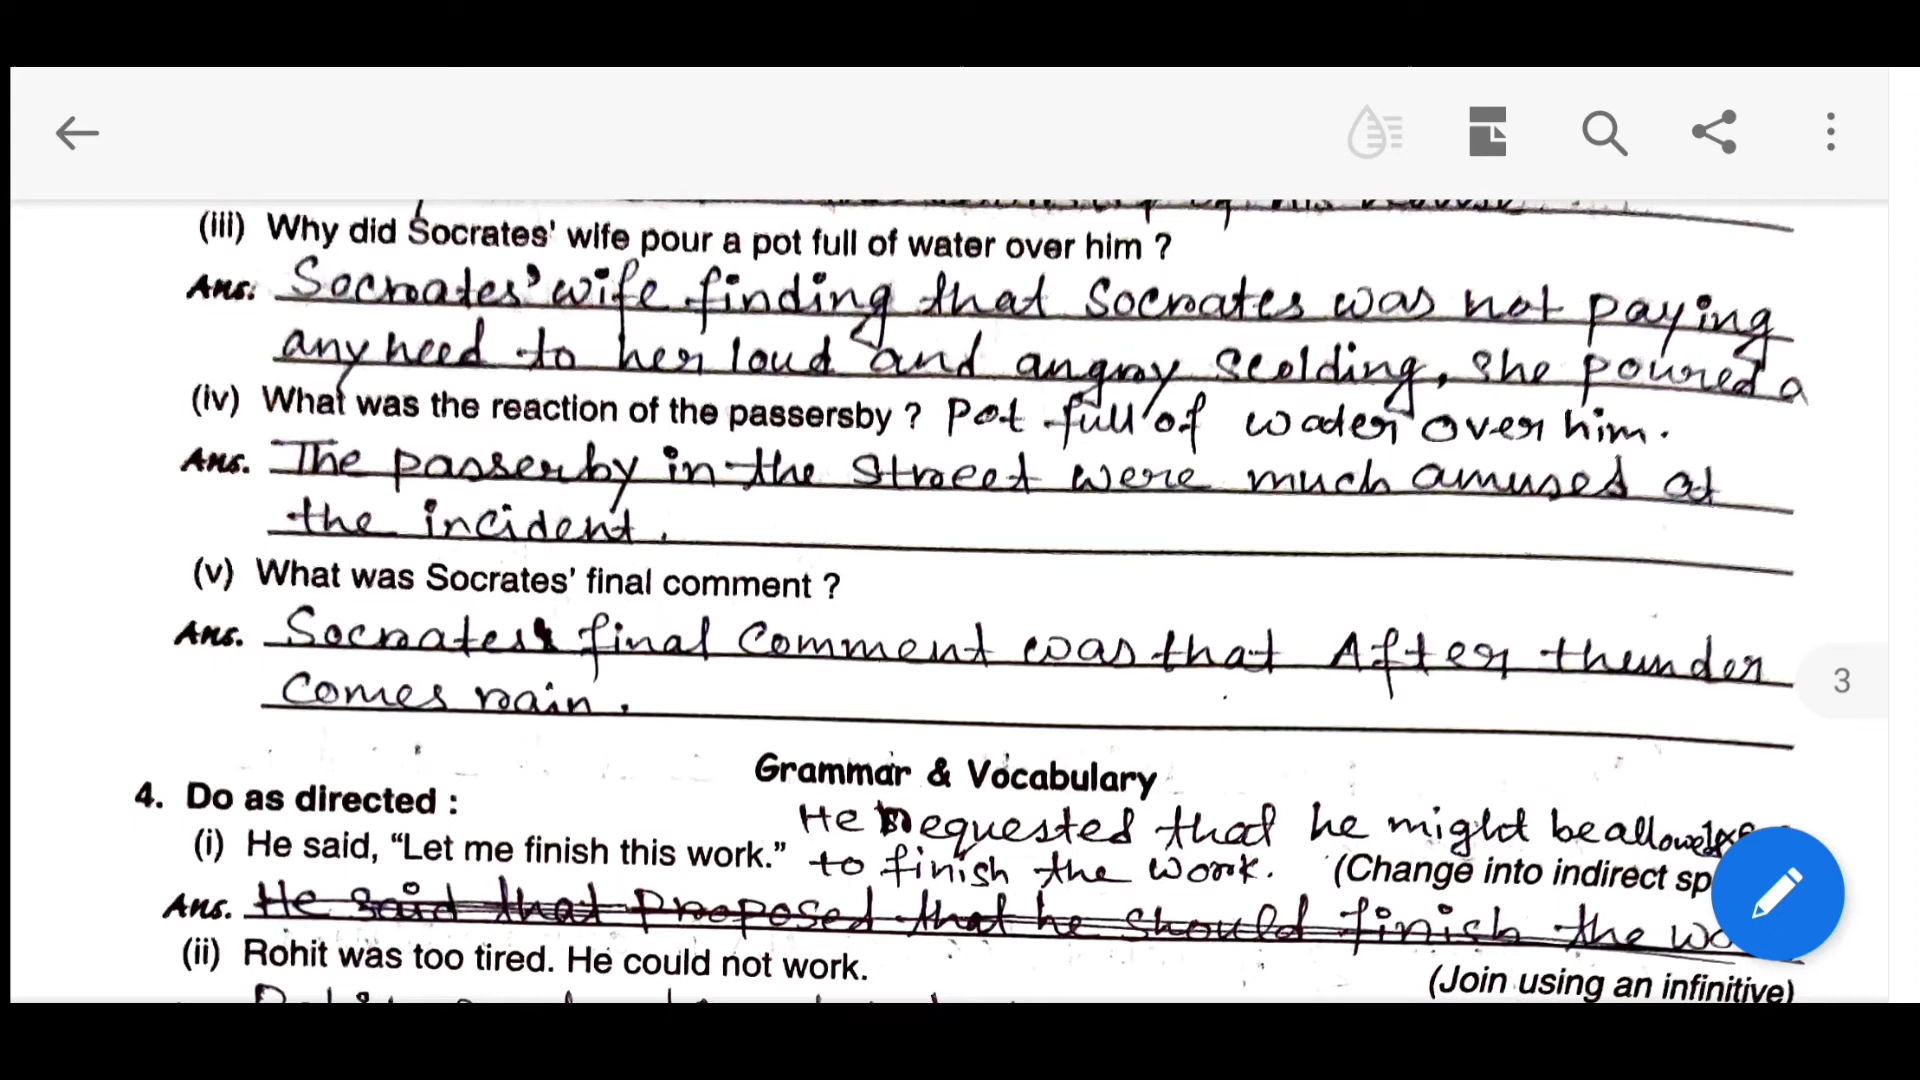 (iii) Why did Socrates' wife pour a pot full of water over him ?
Ans. Socrates' wife finding that Socrates was not paying
any heed to her loud and angry scolding, she poured a
(iv) What was the reaction of the passersby ? Pot full of water over him.
Ans. The passerby in the street were much amused at
the incident.
(v) What was Socrates' final comment ?
Ans. Socrates final comment was that After thunder
comes rain.
3
Grammar & Vocabulary
4. Do as directed :
He requested that he might be allowed
(i) He said, “Let me finish this work.” to finish the work. (Change into indirect sp
Ans. He said that proposed that he should finish the wo
(ii) Rohit was too tired. He could not work.
(Join using an infinitive)